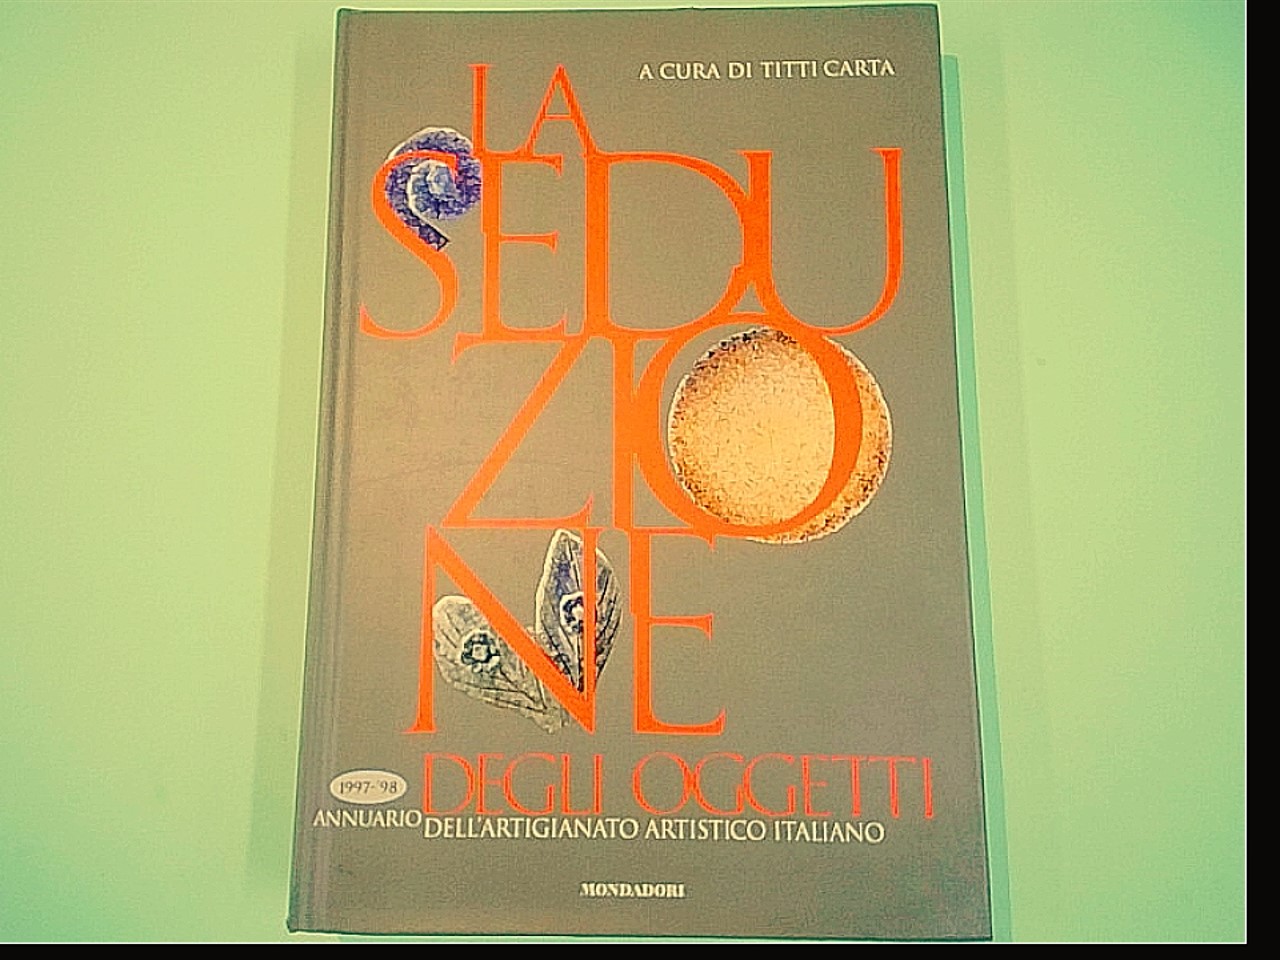 A CURA DI TITTI CARTA
LA
SEDU
ZIO
NE
DEGLI OGGETTI
1997-'98
ANNUARIO DELL'ARTIGIANATO ARTISTICO ITALIANO
MONDADORI